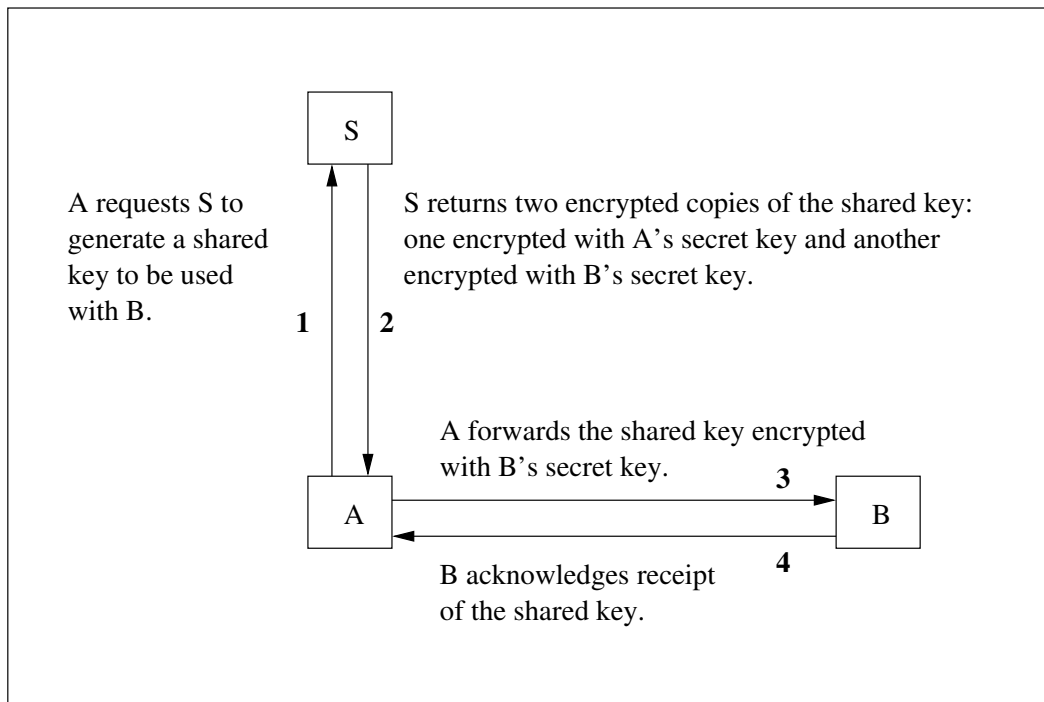 S
A requests S to
generate a shared
key to be used
with B.
S returns two encrypted copies of the shared key:
one encrypted with A's secret key and another
encrypted with B's secret key.
1
2
A forwards the shared key encrypted
with B's secret key.
3
A
B
4
B acknowledges receipt
of the shared key.